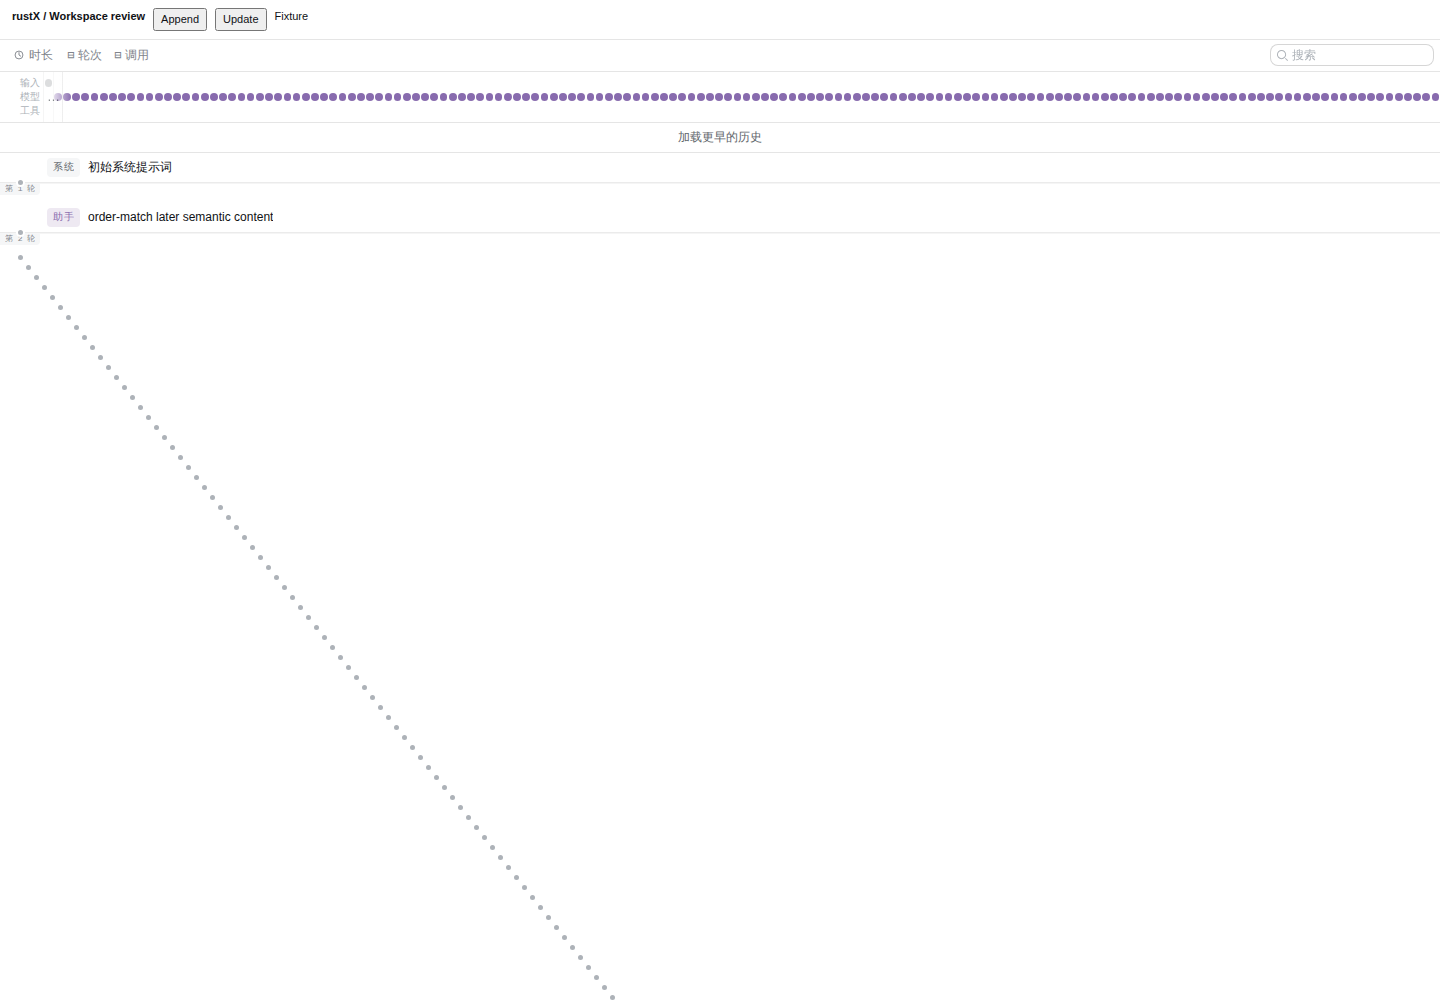 rustX / Workspace review Append Update Fixture
时长 轮次 调用 搜索
输入
模型
工具
加载更早的历史
系统 初始系统提示词
第 1 轮
助手 order-match later semantic content
第 2 轮